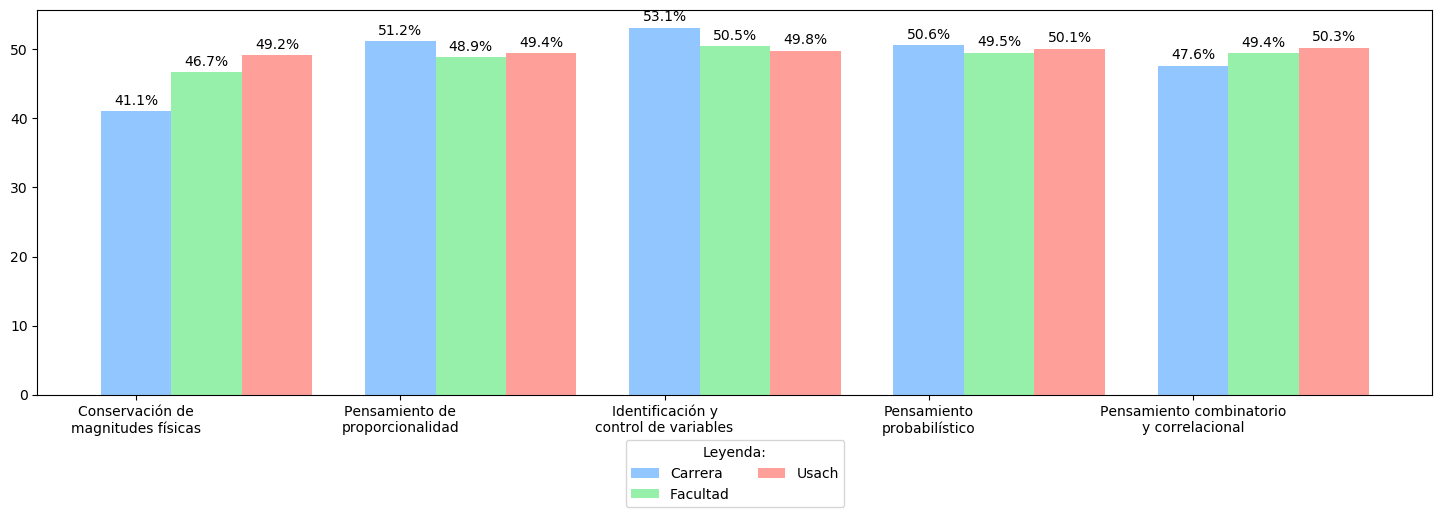 53.1%
51.2%
50.5%
49.8%
50.6%
49.5%
50.1%
50.3%
49.2%
48.9%
49.4%
47.6%
49.4%
46.7%
41.1%
50
40
30
20
10
0
Conservación de
magnitudes físicas
Pensamiento de
proporcionalidad
Identificación y
control de variables
Pensamiento
probabilístico
Pensamiento combinatorio
y correlacional
Leyenda:
Carrera
Facultad
Usach